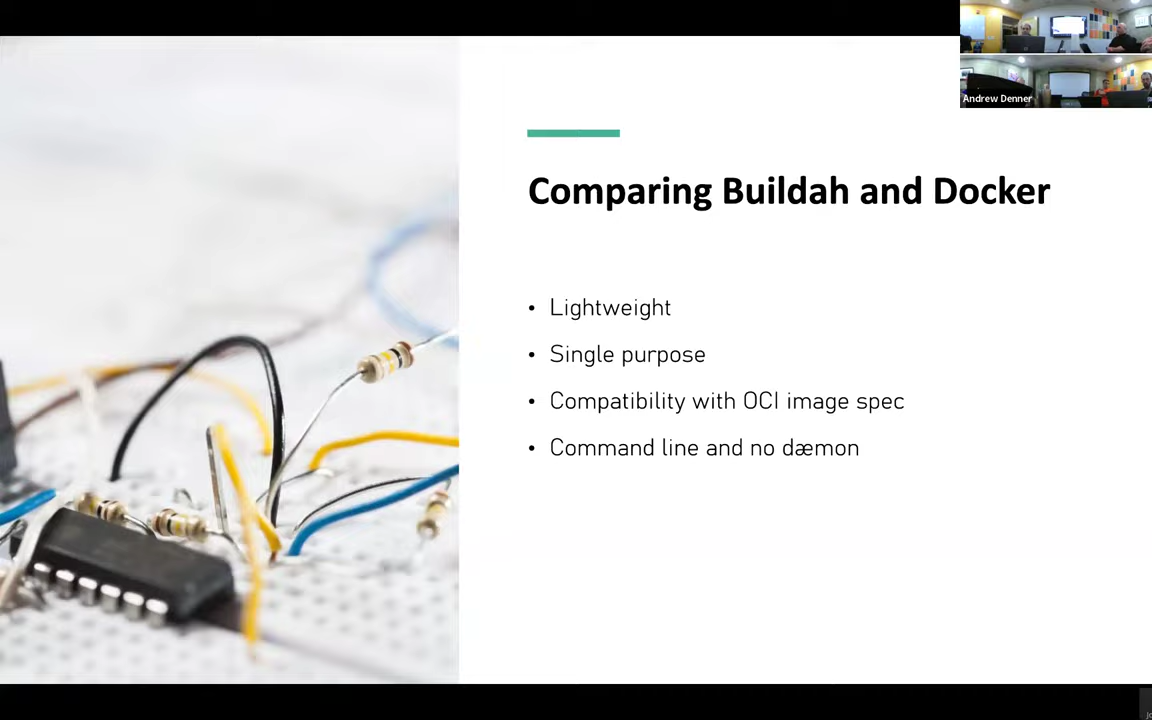 Andrew Denner
Comparing Buildah and Docker
• Lightweight
• Single purpose
• Compatibility with OCI image spec
• Command line and no dæmon